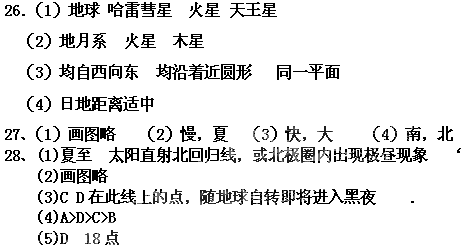 26.（1）地球 哈雷彗星 火星 天王星
（2）地月系 火星 木星
（3）均自西向东 均沿着近圆形 同一平面
（4）日地距离适中
27、（1）画图略 （2）慢，夏 （3）快，大 （4）南，北
28、(1)夏至 太阳直射北回归线，或北极圈内出现极昼现象
(2)画图略
(3)C D在此线上的点，随地球自转即将进入黑夜 .
(4)A>D>C>B
(5)D 18点